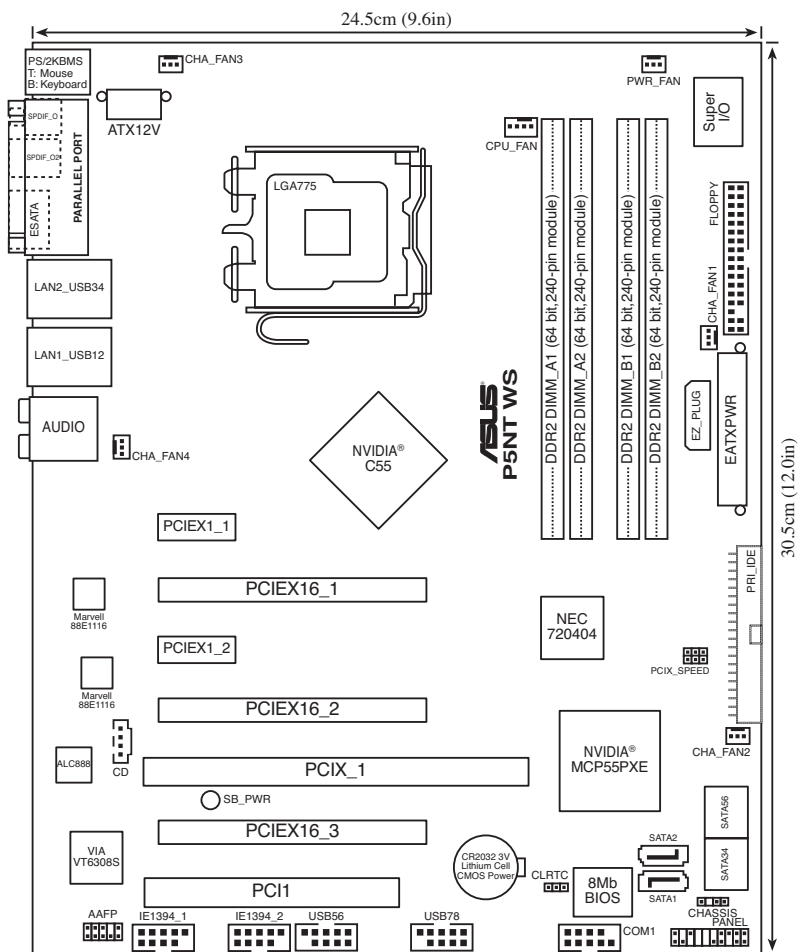 24.5cm (9.6in)
PS/2KBMS
T: Mouse
B: Keyboard
CHA_FAN3
PWR_FAN
Super
I/O
SPDIF_O
ATX12V
CPU_FAN
SPDIF_O2
PARALLEL PORT
ESATA
LGA775
FLOPPY
DDR2 DIMM_A1 (64 bit,240-pin module)
DDR2 DIMM_A2 (64 bit,240-pin module)
DDR2 DIMM_B1 (64 bit,240-pin module)
DDR2 DIMM_B2 (64 bit,240-pin module)
LAN2_USB34
CHA_FAN1
LAN1_USB12
ASUS
P5NT WS
EZ_PLUG
EATXPWR
AUDIO
CHA_FAN4
NVIDIA®
C55
30.5cm (12.0in)
PCIEX1_1
PRI_IDE
PCIEX16_1
Marvell
88E1116
NEC
720404
PCIEX1_2
PCIX_SPEED
Marvell
88E1116
PCIEX16_2
CD
ALC888
NVIDIA®
MCP55PXE
CHA_FAN2
PCIX_1
SB_PWR
SATA56
PCIEX16_3
VIA
VT6308S
CR2032 3V
Lithium Cell
CMOS Power
SATA2
SATA34
CLRTC
8Mb
BIOS
SATA1
PCI1
CHASSIS
PANEL
AAFP
IE1394_1
IE1394_2
USB56
USB78
COM1